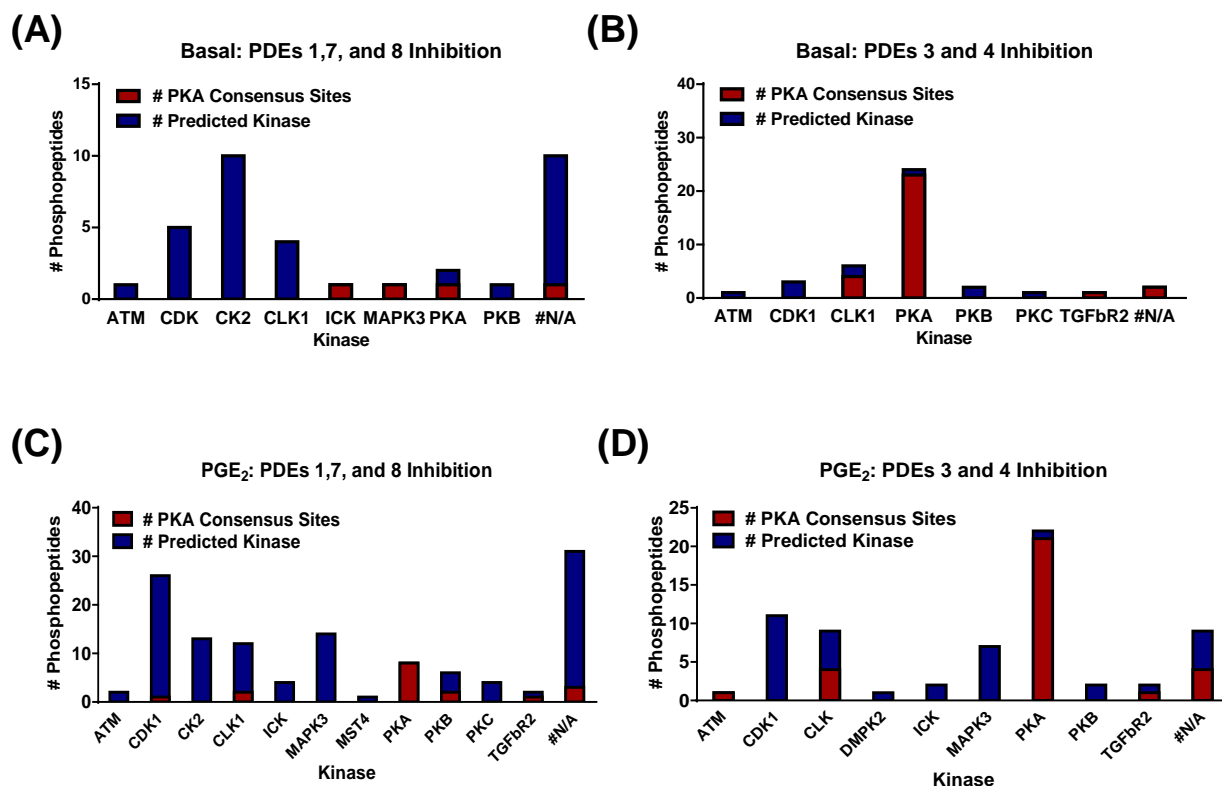 (A)
Basal: PDEs 1,7, and 8 Inhibition
# PKA Consensus Sites
# Predicted Kinase
# Phosphopeptides
15
10
5
0
ATM CDK CK2 CLK1 ICK MAPK3 PKA PKB #N/A
Kinase
(B)
Basal: PDEs 3 and 4 Inhibition
# PKA Consensus Sites
# Predicted Kinase
# Phosphopeptides
40
30
20
10
0
ATM CDK1 CLK1 PKA PKB PKC TGFbR2 #N/A
Kinase
(C)
PGE₂: PDEs 1,7, and 8 Inhibition
# PKA Consensus Sites
# Predicted Kinase
# Phosphopeptides
40
30
20
10
0
ATM CDK1 CK2 CLK1 ICK MAPK3 MST4 PKA PKB PKC TGFbR2 #N/A
Kinase
(D)
PGE₂: PDEs 3 and 4 Inhibition
# PKA Consensus Sites
# Predicted Kinase
# Phosphopeptides
25
20
15
10
5
0
ATM CDK1 CLK DMPK2 ICK MAPK3 PKA PKB TGFbR2 #N/A
Kinase